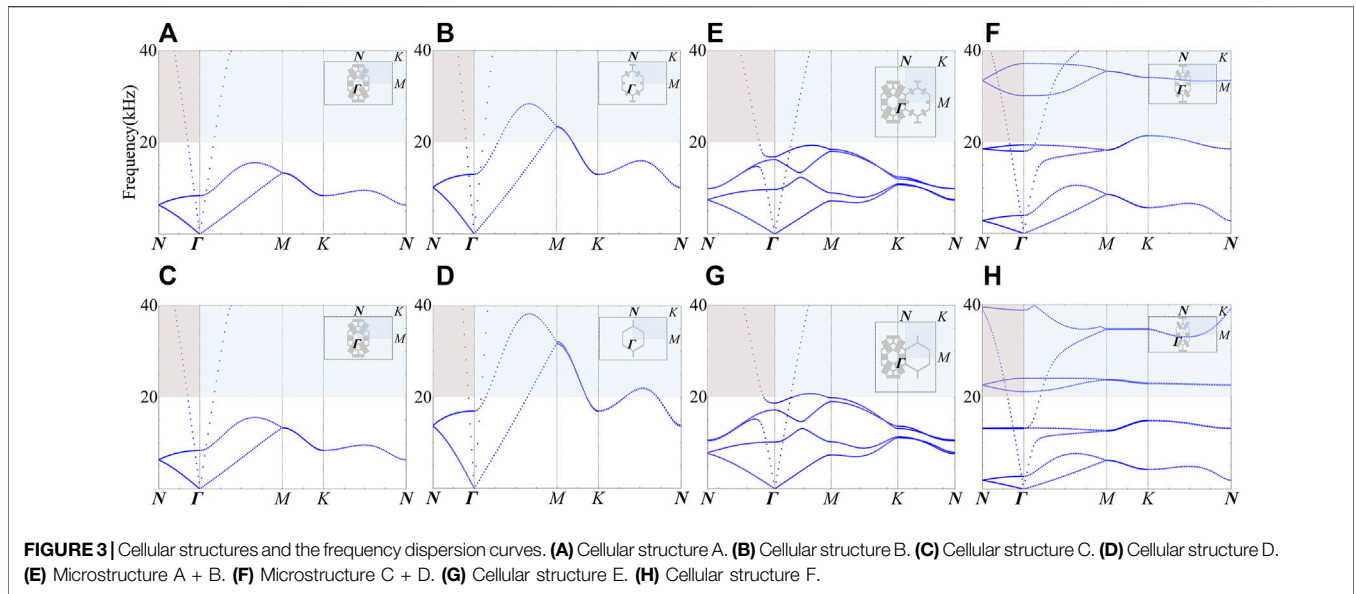 A
B
E
F
40
20
Frequency(kHz)
N Γ M K N
N K
Γ M
40
20
N Γ M K N
N K
Γ M
40
20
N Γ M K N
N K
Γ M
40
20
N Γ M K N
N K
Γ M
C
D
G
H
40
20
N Γ M K N
N K
Γ M
40
20
N Γ M K N
N K
Γ M
40
20
N Γ M K N
N K
Γ M
40
20
N Γ M K N
N K
Γ M
FIGURE 3 | Cellular structures and the frequency dispersion curves. (A) Cellular structure A. (B) Cellular structure B. (C) Cellular structure C. (D) Cellular structure D.
(E) Microstructure A + B. (F) Microstructure C + D. (G) Cellular structure E. (H) Cellular structure F.